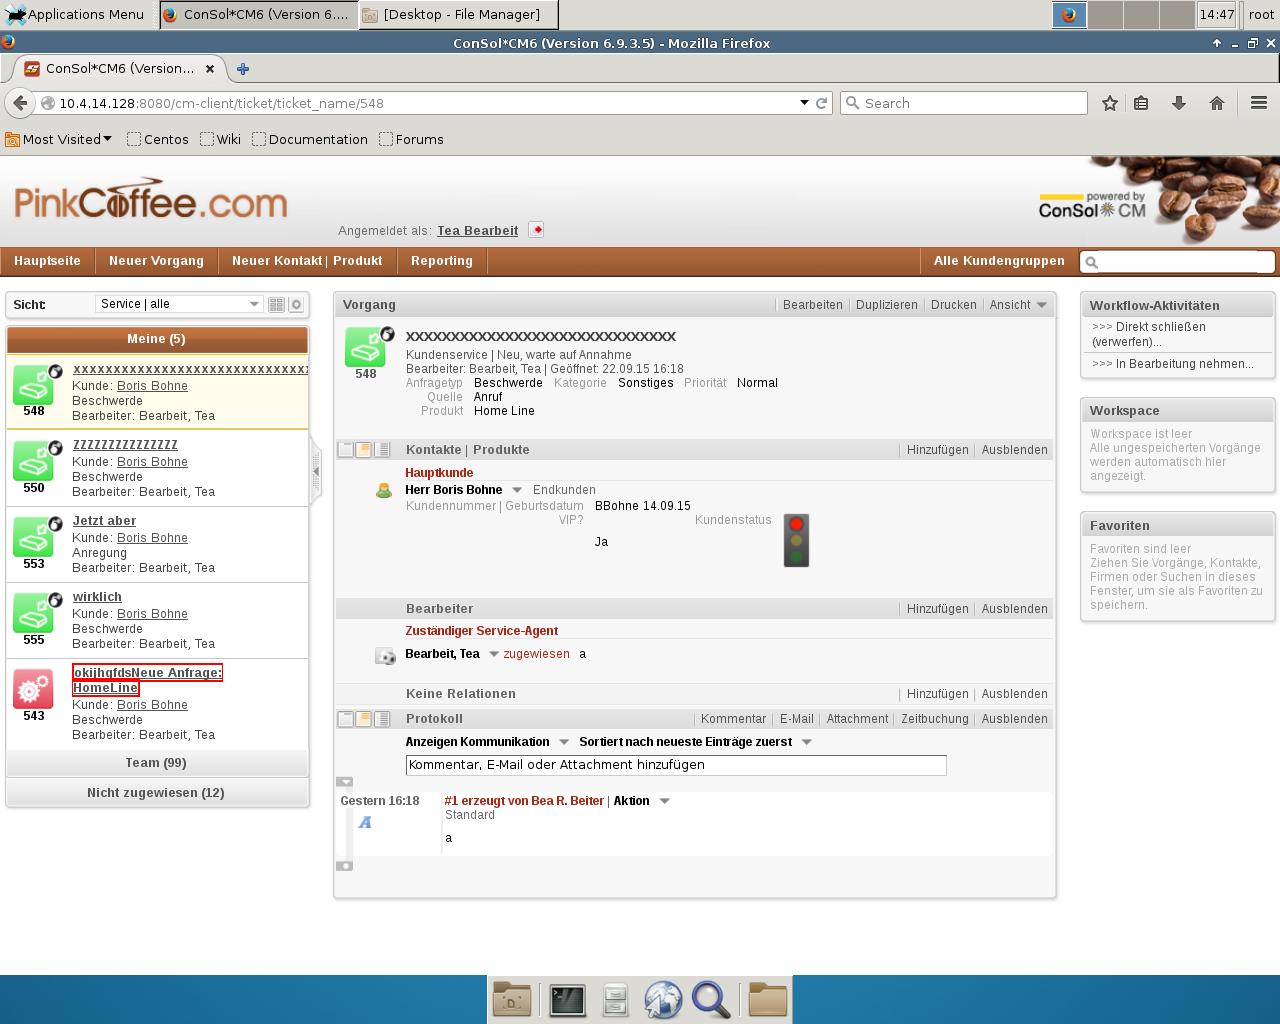 Applications Menu
ConSol*CM6 (Version 6....
[Desktop - File Manager]
14:47
root
ConSol*CM6 (Version 6.9.3.5) - Mozilla Firefox
ConSol*CM6 (Version...
10.4.14.128:8080/cm-client/ticket/ticket_name/548
Search
Most Visited
Centos
Wiki
Documentation
Forums
PinkCoffee.com
Angemeldet als: Tea Bearbeit
powered by
ConSol*CM
Hauptseite
Neuer Vorgang
Neuer Kontakt | Produkt
Reporting
Alle Kundengruppen
Sicht:
Service | alle
Meine (5)
xxxxxxxxxxxxxxxxxxxxxxxxxxxxxx
Kunde: Boris Bohne
Beschwerde
Bearbeiter: Bearbeit, Tea
548
ZZZZZZZZZZZZZZZ
Kunde: Boris Bohne
Beschwerde
Bearbeiter: Bearbeit, Tea
550
Jetzt aber
Kunde: Boris Bohne
Anregung
Bearbeiter: Bearbeit, Tea
553
wirklich
Kunde: Boris Bohne
Beschwerde
Bearbeiter: Bearbeit, Tea
555
okijhgfdsNeue Anfrage:
HomeLine
Kunde: Boris Bohne
Beschwerde
Bearbeiter: Bearbeit, Tea
543
Team (99)
Nicht zugewiesen (12)
Vorgang
Bearbeiten
Duplizieren
Drucken
Ansicht
548
xxxxxxxxxxxxxxxxxxxxxxxxxxxxxx
Kundenservice | Neu, warte auf Annahme
Bearbeiter: Bearbeit, Tea | Geöffnet: 22.09.15 16:18
Anfragetyp Beschwerde Kategorie Sonstiges Priorität Normal
Quelle Anruf
Produkt Home Line
Kontakte | Produkte
Hinzufügen
Ausblenden
Hauptkunde
Herr Boris Bohne
Endkunden
Kundennummer | Geburtsdatum BBohne 14.09.15
VIP?
Kundenstatus
Ja
Bearbeiter
Hinzufügen
Ausblenden
Zuständiger Service-Agent
Bearbeit, Tea
zugewiesen a
Keine Relationen
Hinzufügen
Ausblenden
Protokoll
Kommentar
E-Mail
Attachment
Zeitbuchung
Ausblenden
Anzeigen Kommunikation
Sortiert nach neueste Einträge zuerst
Kommentar, E-Mail oder Attachment hinzufügen
Gestern 16:18
#1 erzeugt von Bea R. Beiter | Aktion
Standard
A
a
Workflow-Aktivitäten
>>> Direkt schließen
(verwerfen)...
>>> In Bearbeitung nehmen...
Workspace
Workspace ist leer
Alle ungespeicherten Vorgänge
werden automatisch hier
angezeigt.
Favoriten
Favoriten sind leer
Ziehen Sie Vorgänge, Kontakte,
Firmen oder Suchen in dieses
Fenster, um sie als Favoriten zu
speichern.